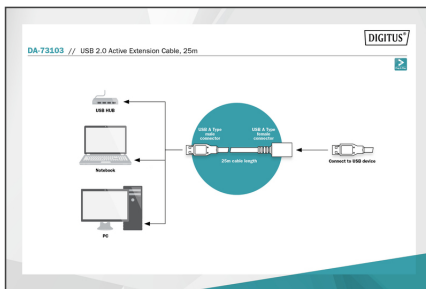 DIGITUS®
DA-73103 // USB 2.0 Active Extension Cable, 25m
USB HUB
USB A Type
male
connector
USB A Type
female
connector
25m cable length
Connect to USB device
Notebook
PC